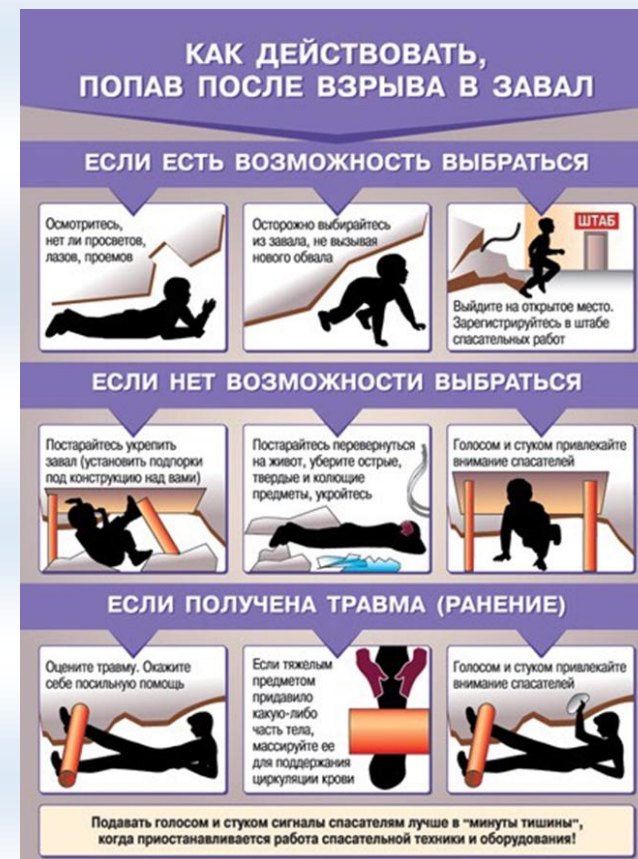 КАК ДЕЙСТВОВАТЬ,
ПОПАВ ПОСЛЕ ВЗРЫВА В ЗАВАЛ
ЕСЛИ ЕСТЬ ВОЗМОЖНОСТЬ ВЫБРАТЬСЯ
Осмотритесь,
нет ли просветов,
лазов, проемов
Осторожно выбирайтесь
из завала, не вызывая
нового обвала
ШТАБ
Выйдите на открытое место.
Зарегистрируйтесь в штабе
спасательных работ
ЕСЛИ НЕТ ВОЗМОЖНОСТИ ВЫБРАТЬСЯ
Постарайтесь укрепить
завал (установить подпорки
под конструкцию над вами)
Постарайтесь перевернуться
на живот, уберите острые,
твердые и колющие
предметы, укройтесь
Голосом и стуком привлекайте
внимание спасателей
ЕСЛИ ПОЛУЧЕНА ТРАВМА (РАНЕНИЕ)
Оцените травму. Окажите
себе посильную помощь
Если тяжелым
предметом
придавило
какую-либо
часть тела,
массируйте ее
для поддержания
циркуляции крови
Голосом и стуком привлекайте
внимание спасателей
Подавать голосом и стуком сигналы спасателям лучше в "минуты тишины",
когда приостанавливается работа спасательной техники и оборудования!